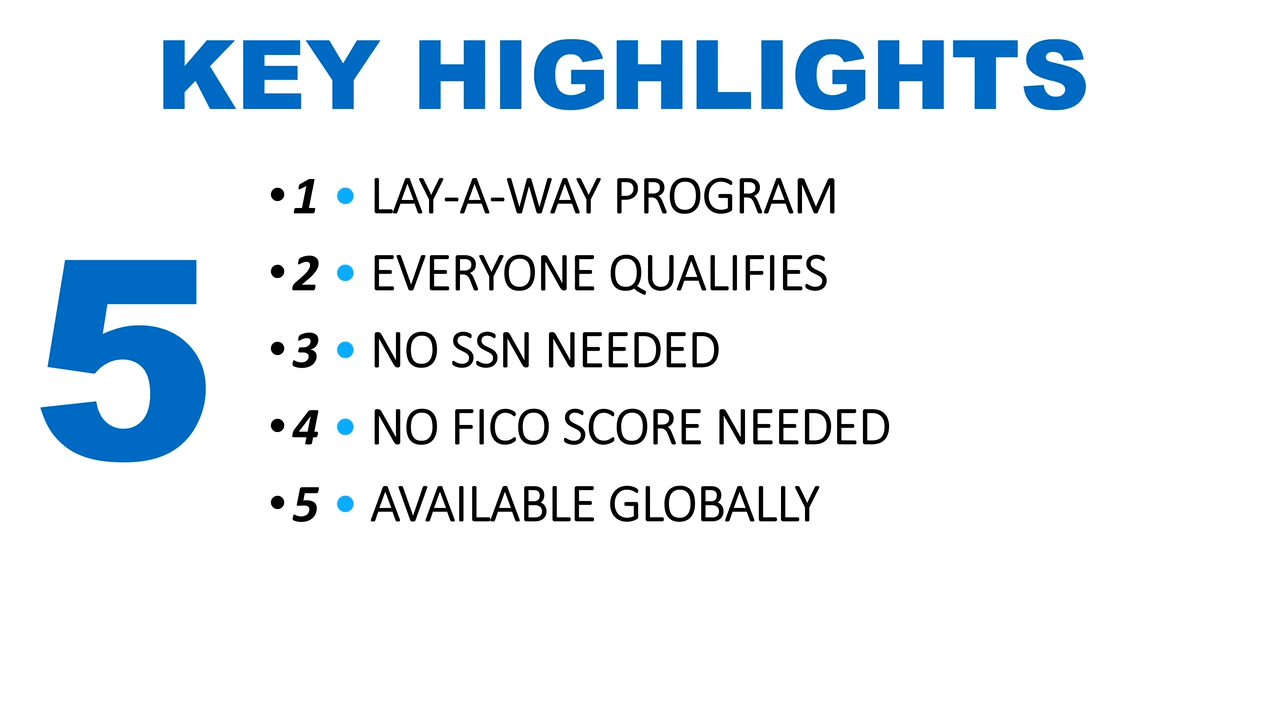 KEY HIGHLIGHTS
5
•1 • LAY-A-WAY PROGRAM
•2 • EVERYONE QUALIFIES
•3 • NO SSN NEEDED
•4 • NO FICO SCORE NEEDED
•5 • AVAILABLE GLOBALLY